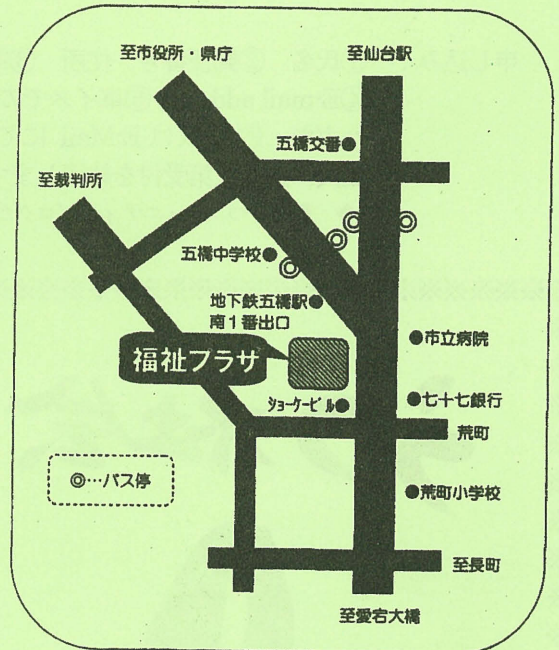 至市役所・県庁
至仙台駅
五橋交番●
至裁判所
五橋中学校●
地下鉄五橋駅●
南1番出口
福祉プラザ
●市立病院
ショーケービル●
●七十七銀行
荒町
◎…バス停
●荒町小学校
至長町
至愛宕大橋